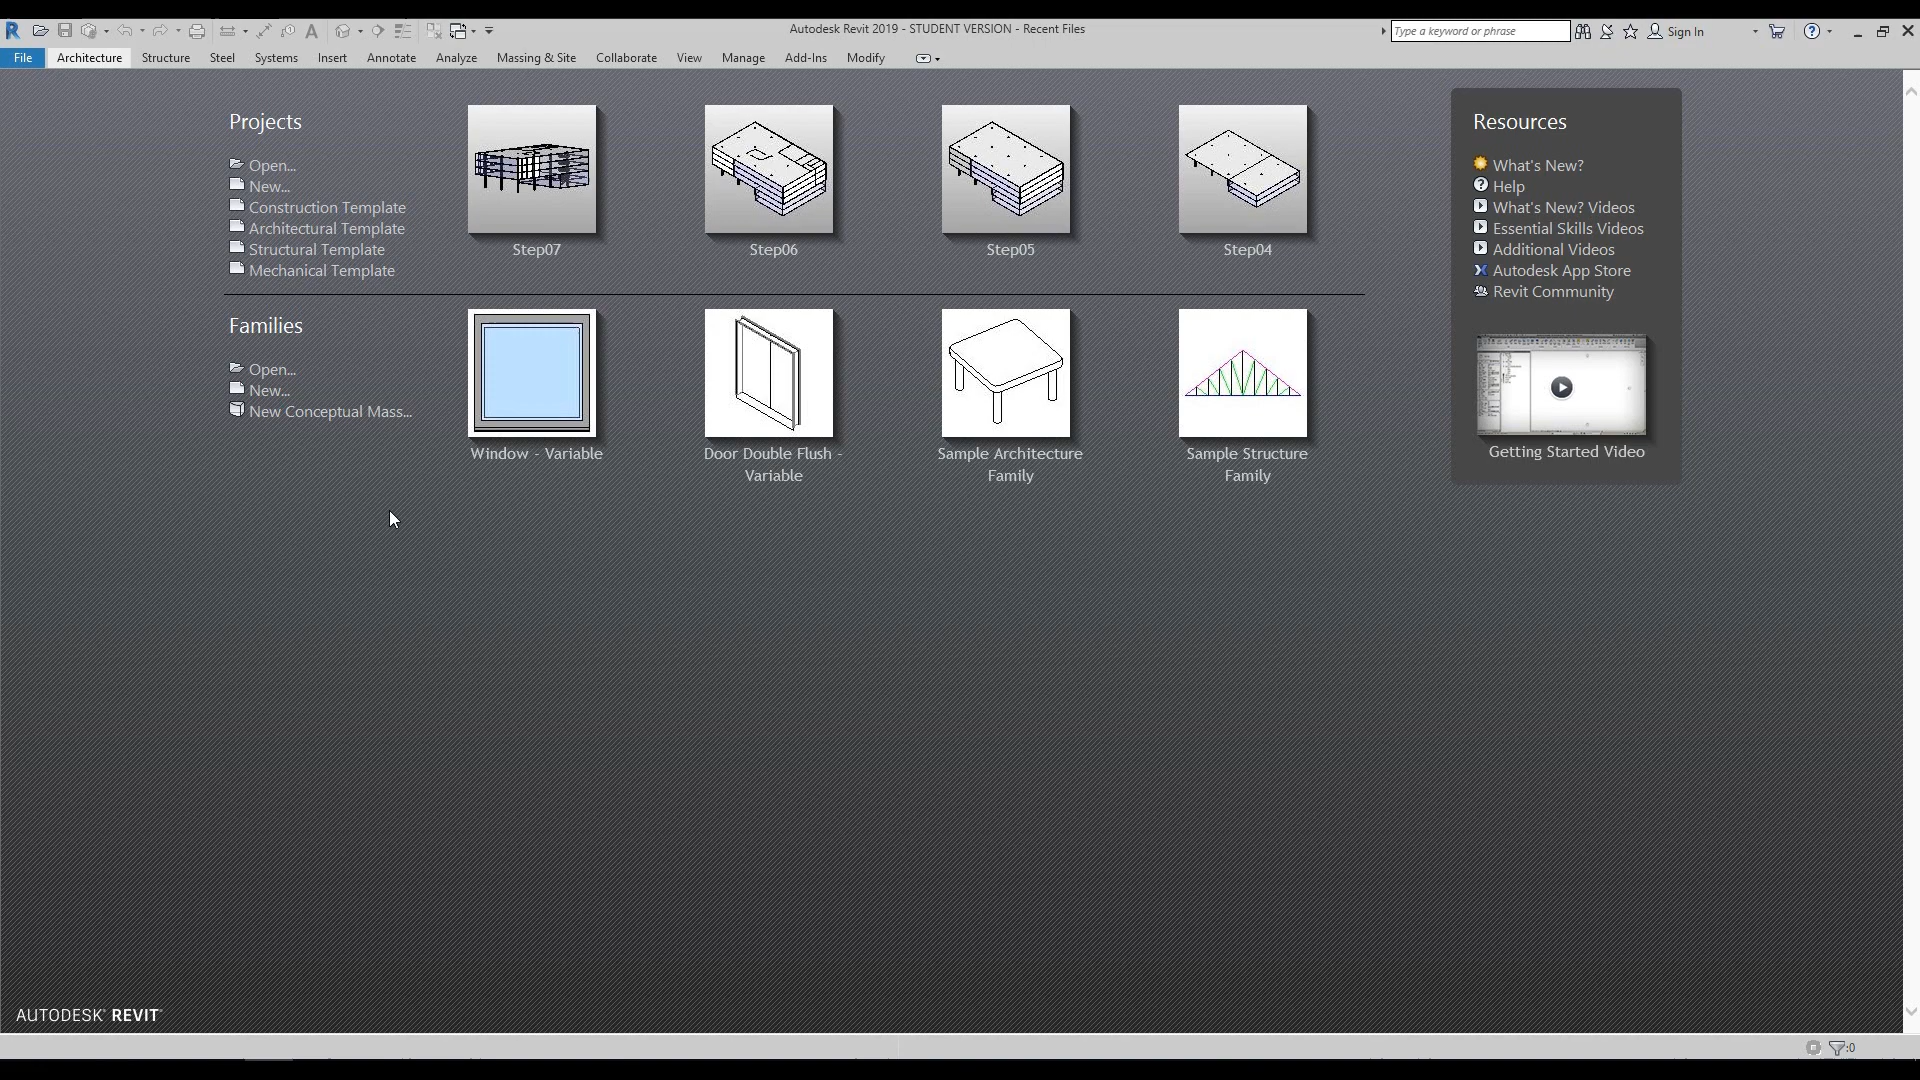 Autodesk Revit 2019 - STUDENT VERSION - Recent Files
Type a keyword or phrase
Sign In
File
Architecture
Structure
Steel
Systems
Insert
Annotate
Analyze
Massing & Site
Collaborate
View
Manage
Add-Ins
Modify
Projects
Open...
New...
Construction Template
Architectural Template
Structural Template
Mechanical Template
Step07
Step06
Step05
Step04
Families
Open...
New...
New Conceptual Mass...
Window - Variable
Door Double Flush -
Variable
Sample Architecture
Family
Sample Structure
Family
Resources
What's New?
Help
What's New? Videos
Essential Skills Videos
Additional Videos
Autodesk App Store
Revit Community
Getting Started Video
AUTODESK® REVIT®
:0